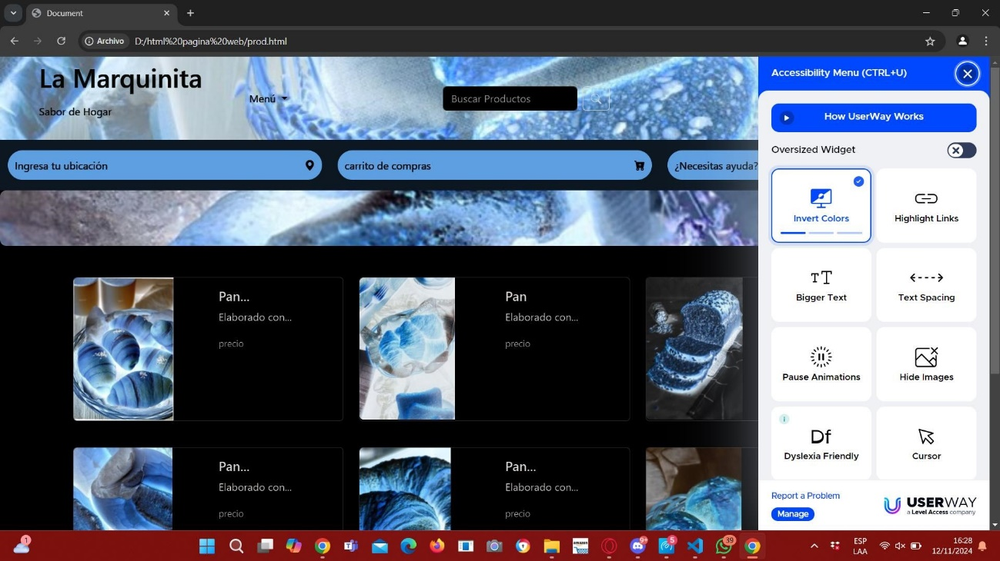 Document
Archivo
D:/html%20pagina%20web/prod.html
La Marquinita
Sabor de Hogar
Menú
Buscar Productos
Ingresa tu ubicación
carrito de compras
¿Necesitas ayuda?
Pan...
Elaborado con...
precio
Pan
Elaborado con...
precio
Pan...
Elaborado con...
precio
Pan...
Elaborado con...
precio
Accessibility Menu (CTRL+U)
How UserWay Works
Oversized Widget
Invert Colors
Highlight Links
Bigger Text
Text Spacing
Pause Animations
Hide Images
Df
Dyslexia Friendly
Cursor
Report a Problem
Manage
USERWAY
a Level Access company
1
9+
5
39
ESP
LAA
16:28
12/11/2024